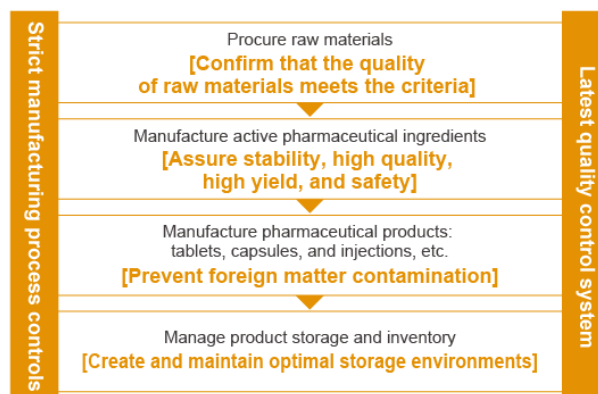 Strict manufacturing process controls
Procure raw materials
[Confirm that the quality
of raw materials meets the criteria]
Manufacture active pharmaceutical ingredients
[Assure stability, high quality,
high yield, and safety]
Manufacture pharmaceutical products:
tablets, capsules, and injections, etc.
[Prevent foreign matter contamination]
Manage product storage and inventory
[Create and maintain optimal storage environments]
Latest quality control system